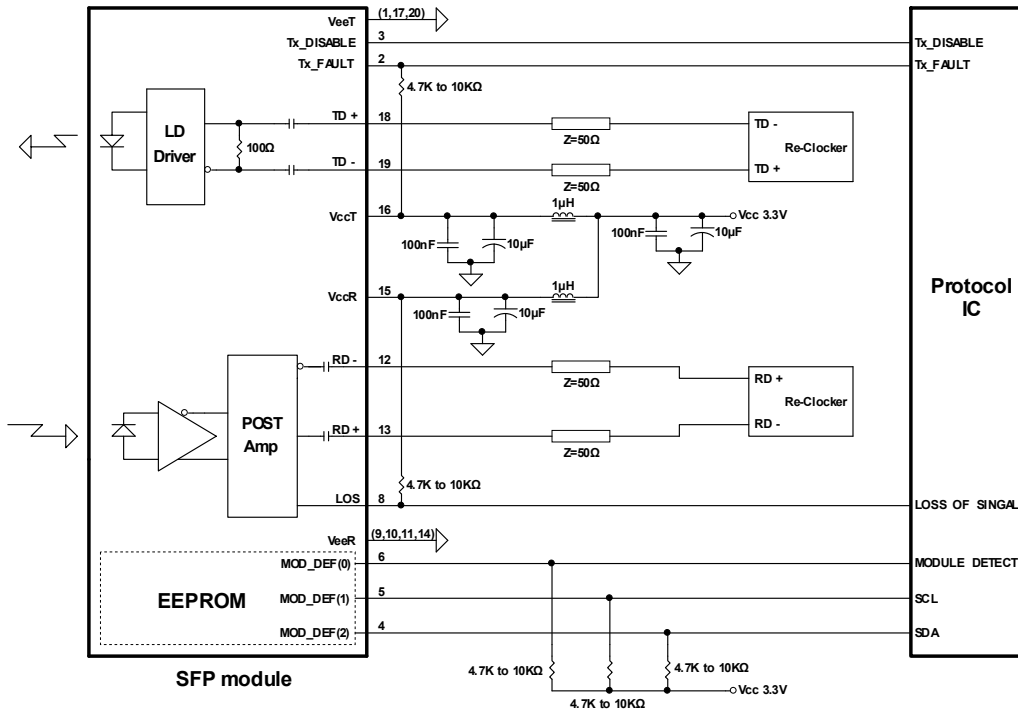 VeeT (1,17,20)
Tx_DISABLE 3 Tx_DISABLE
Tx_FAULT 2 Tx_FAULT
4.7K to 10KΩ
LD
Driver
100Ω
TD + 18 Z=50Ω TD -
Re-Clocker
TD - 19 Z=50Ω TD +
VccT 16 1µH Vcc 3.3V
100nF 10µF 100nF 10µF
VccR 15 1µH
100nF 10µF
Protocol
IC
RD - 12 Z=50Ω RD +
Re-Clocker
POST
Amp
RD+ 13 Z=50Ω RD -
4.7K to 10KΩ
LOS 8 LOSS OF SINGAL
VeeR (9,10,11,14)
MOD_DEF(0) 6 MODULE DETECT
EEPROM
MOD_DEF(1) 5 SCL
MOD_DEF(2) 4 SDA
4.7K to 10KΩ 4.7K to 10KΩ
SFP module
Vcc 3.3V
4.7K to 10KΩ